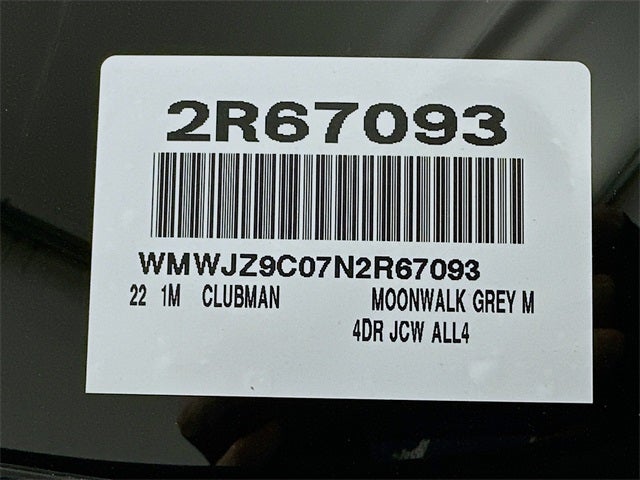 2R67093
WMWJZ9C07N2R67093
22 1M CLUBMAN MOONWALK GREY M
4DR JCW ALL4